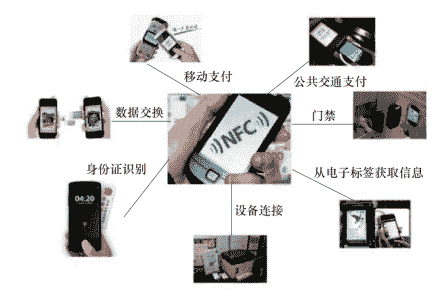 移动支付
公共交通支付
数据交换
门禁
NFC
身份证识别
从电子标签获取信息
04:20
设备连接